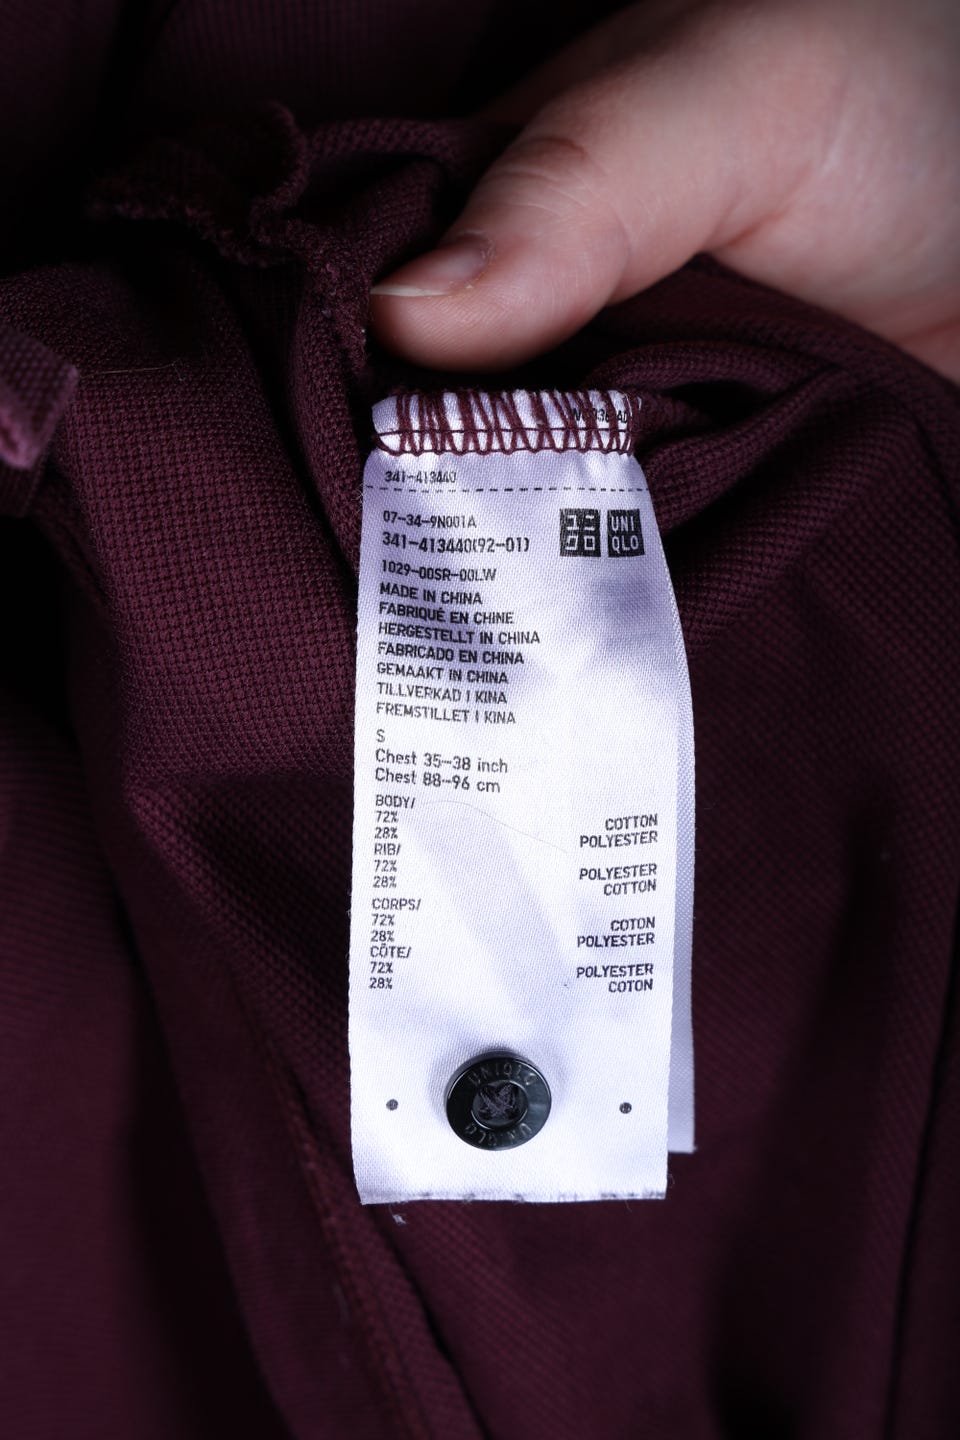 341-413440
07-34-9N001A
341-413440(92-01)
UNI
QLO
1029-00SR-00LW
MADE IN CHINA
FABRIQUÉ EN CHINE
HERGESTELLT IN CHINA
FABRICADO EN CHINA
GEMAAKT IN CHINA
TILLVERKAD I KINA
FREMSTILLET I KINA
S
Chest 35-38 inch
Chest 88-96 cm
BODY/
72% COTTON
28% POLYESTER
RIB/
72% POLYESTER
28% COTTON
CORPS/
72% COTON
28% POLYESTER
CÔTE/
72% POLYESTER
28% COTON
UNIQLO
UNIQLO